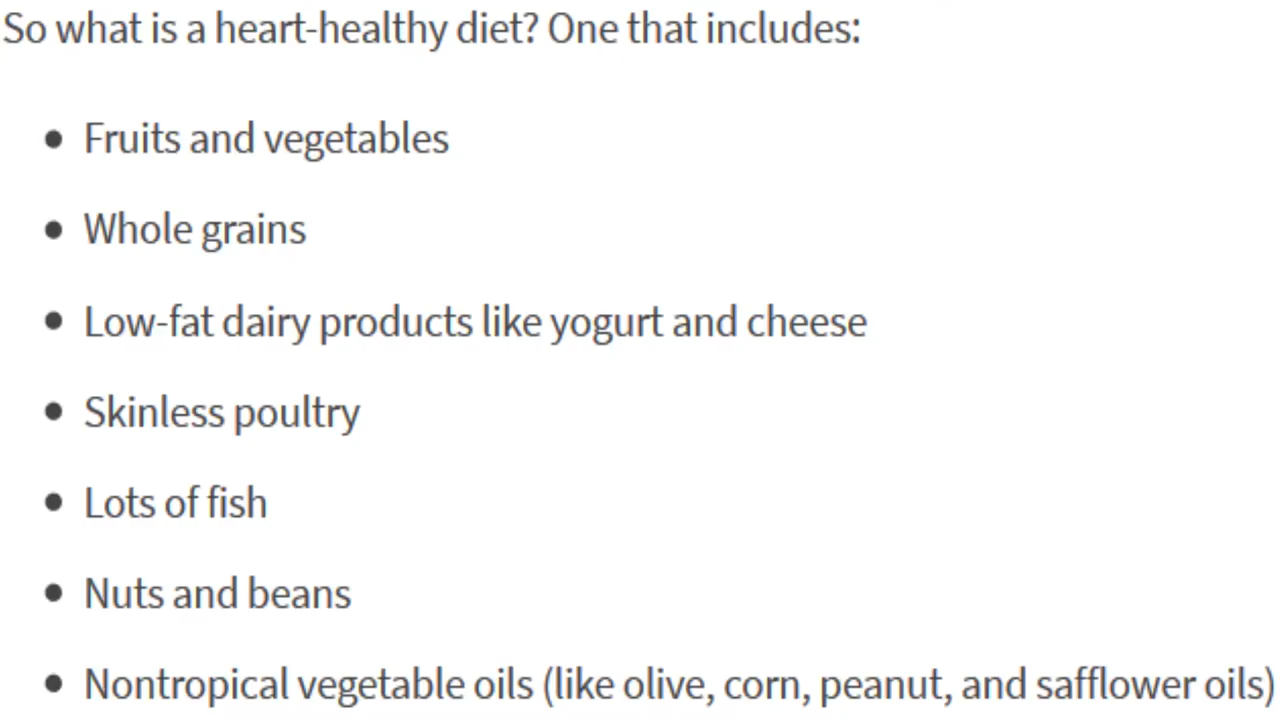 So what is a heart-healthy diet? One that includes:
• Fruits and vegetables
• Whole grains
• Low-fat dairy products like yogurt and cheese
• Skinless poultry
• Lots of fish
• Nuts and beans
• Nontropical vegetable oils (like olive, corn, peanut, and safflower oils)